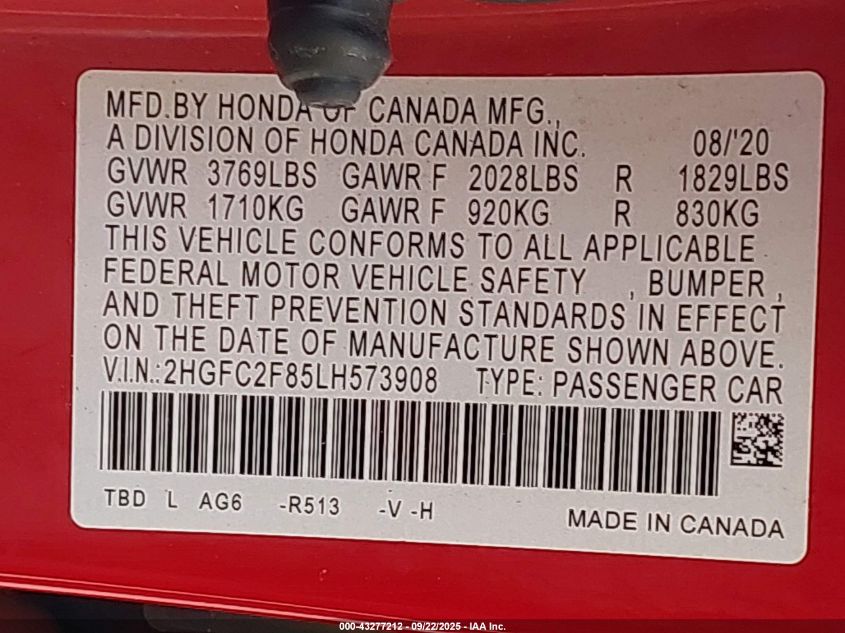 MFD.BY HONDA OF CANADA MFG.,
A DIVISION OF HONDA CANADA INC. 08/'20
GVWR 3769LBS GAWR F 2028LBS R 1829LBS
GVWR 1710KG GAWR F 920KG R 830KG
THIS VEHICLE CONFORMS TO ALL APPLICABLE
FEDERAL MOTOR VEHICLE SAFETY , BUMPER ,
AND THEFT PREVENTION STANDARDS IN EFFECT
ON THE DATE OF MANUFACTURE SHOWN ABOVE.
V.I.N.:2HGFC2F85LH573908 TYPE: PASSENGER CAR
TBD L AG6 -R513 -V -H
MADE IN CANADA
000-43277212 - 09/22/2025 - IAA Inc.